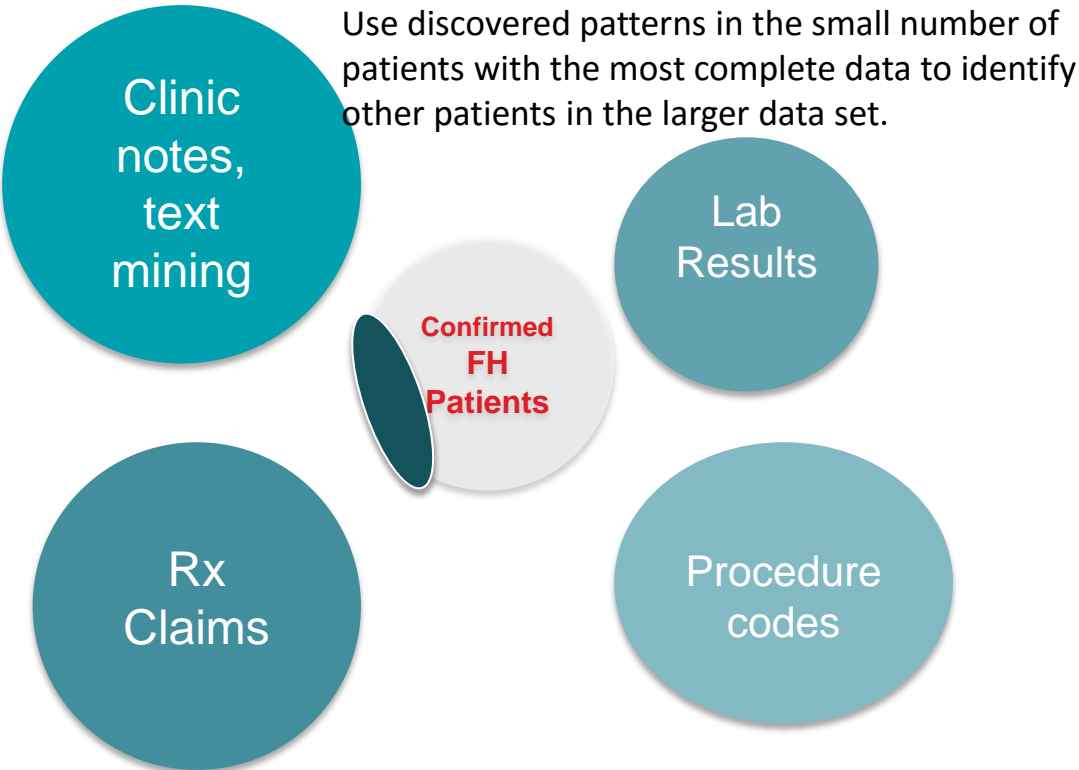 Use discovered patterns in the small number of
patients with the most complete data to identify
other patients in the larger data set.
Clinic
notes,
text
mining
Lab
Results
Confirmed
FH
Patients
Rx
Claims
Procedure
codes